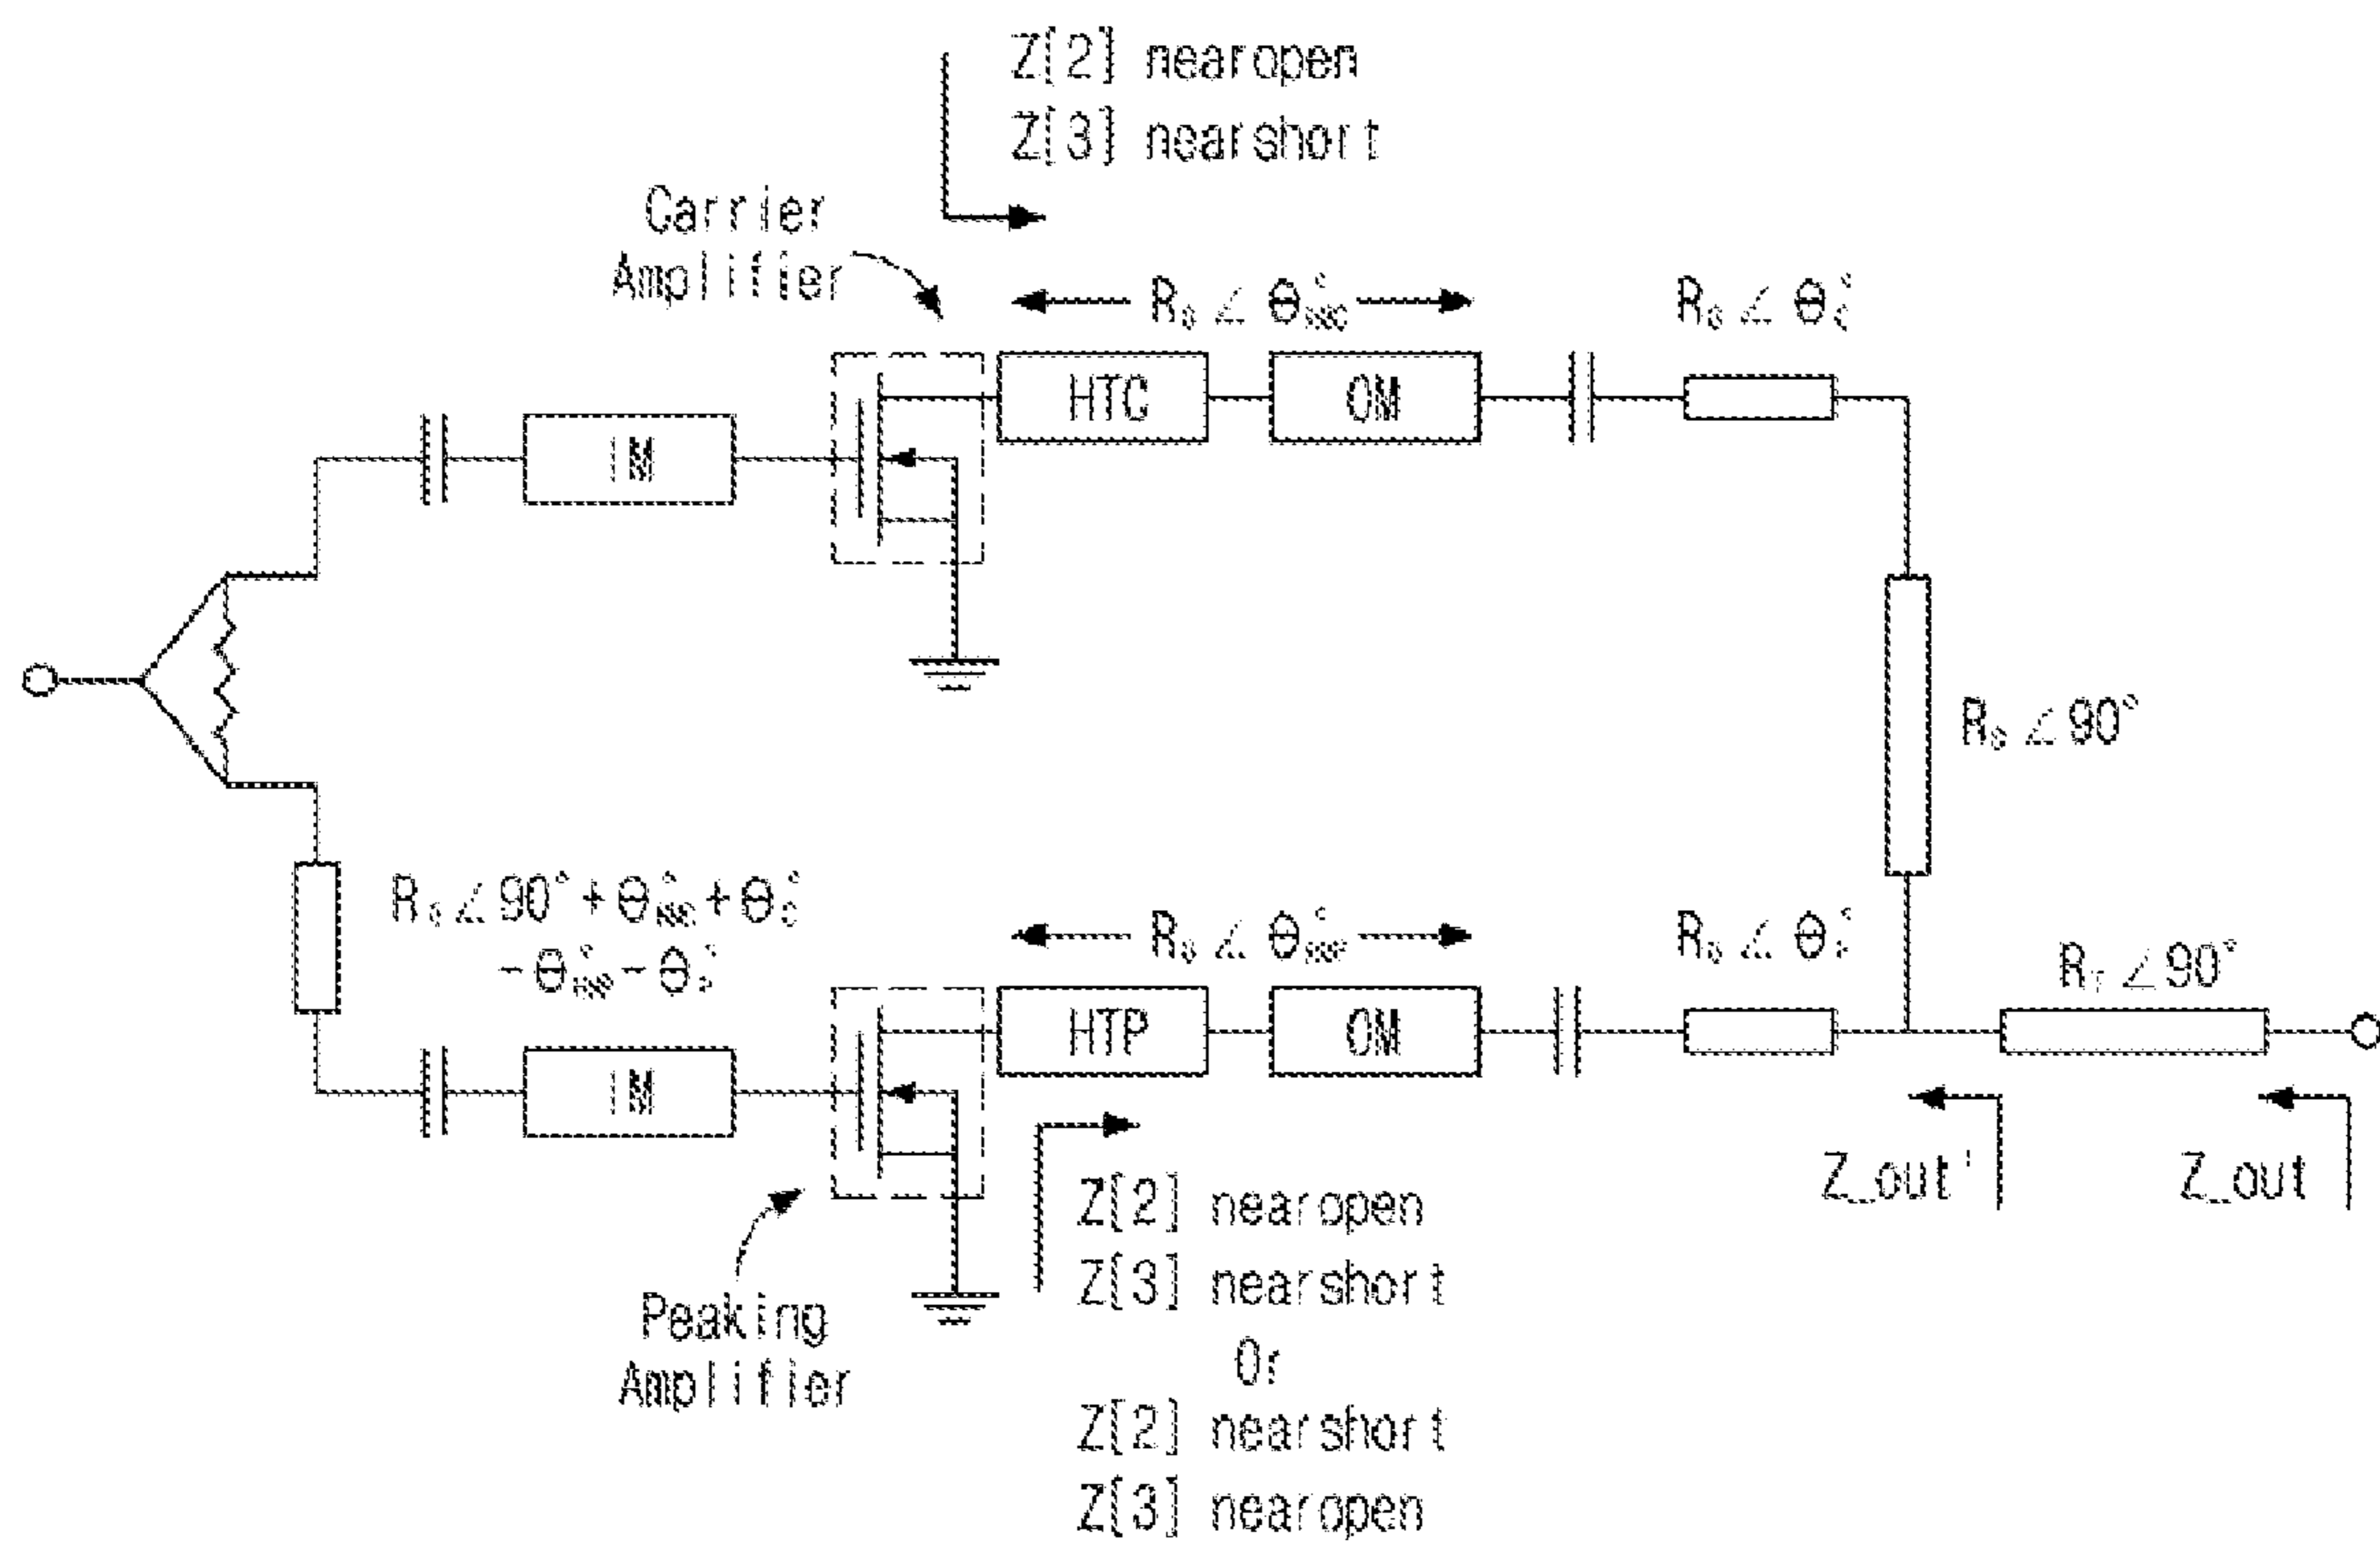 Z[2] nearopen
Z[3] nearshort
Carrier
Amplifier
R₀∠θ
R₀∠θ
HTC
OM
IM
R₀∠90°
R₀∠90°+θ +θ
-θ -θ
R₀∠θ
R₀∠θ
R ∠90°
HTP
OM
IM
Z_out'
Z_out
Z[2] nearopen
Z[3] nearshort
Or
Z[2] nearshort
Z[3] nearopen
Peaking
Amplifier